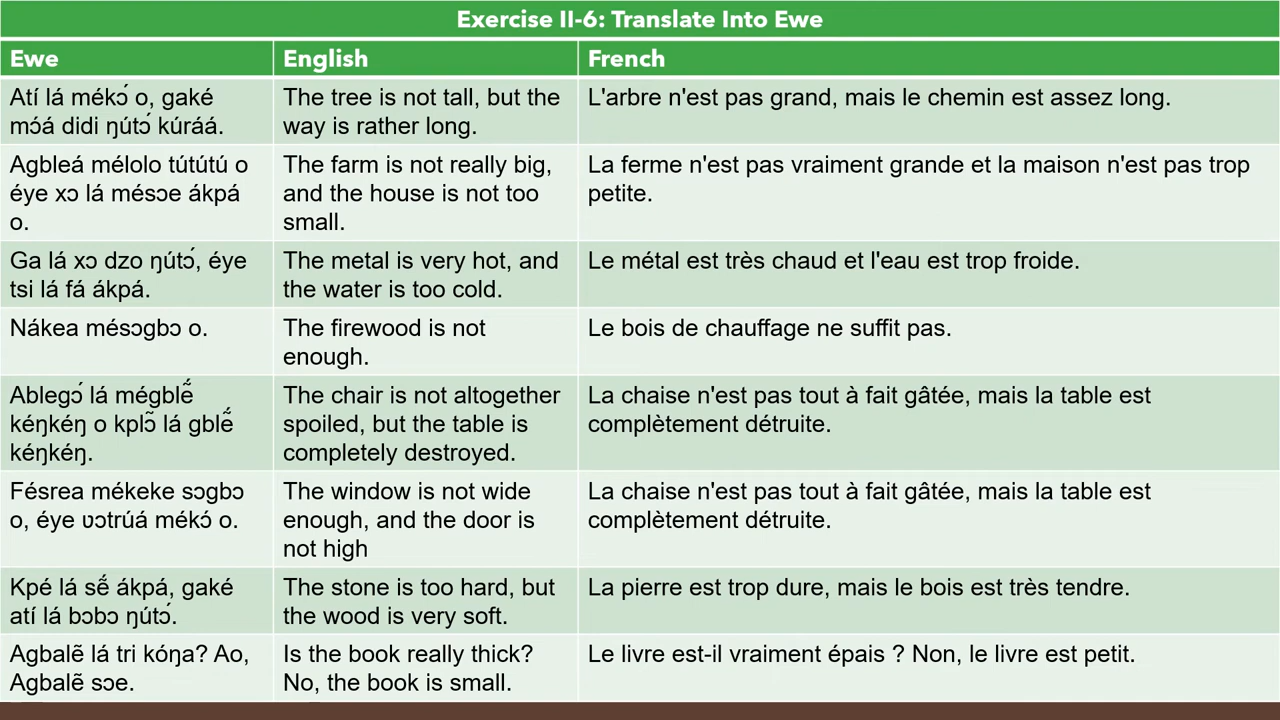 Exercise II-6: Translate Into Ewe
Ewe
English
French
Atí lá mékɔ́ o, gaké
mɔ́á didi ŋútɔ́ kúráá.
The tree is not tall, but the
way is rather long.
L'arbre n'est pas grand, mais le chemin est assez long.
Agbleá mélolo tútútú o
éye xɔ lá mésɔe ákpá
o.
The farm is not really big,
and the house is not too
small.
La ferme n'est pas vraiment grande et la maison n'est pas trop
petite.
Ga lá xɔ dzo ŋútɔ́, éye
tsi lá fá ákpá.
The metal is very hot, and
the water is too cold.
Le métal est très chaud et l'eau est trop froide.
Nákea mésɔgbɔ o.
The firewood is not
enough.
Le bois de chauffage ne suffit pas.
Ablegɔ́ lá mégblẽ́
kéŋkéŋ o kplɔ̃ lá gblẽ́
kéŋkéŋ.
The chair is not altogether
spoiled, but the table is
completely destroyed.
La chaise n'est pas tout à fait gâtée, mais la table est
complètement détruite.
Fésrea mékeke sɔgbɔ
o, éye ʋɔtrúá mékɔ́ o.
The window is not wide
enough, and the door is
not high
La chaise n'est pas tout à fait gâtée, mais la table est
complètement détruite.
Kpé lá sẽ́ ákpá, gaké
atí lá bɔbɔ ŋútɔ́.
The stone is too hard, but
the wood is very soft.
La pierre est trop dure, mais le bois est très tendre.
Agbalẽ lá tri kóŋa? Ao,
Agbalẽ sɔe.
Is the book really thick?
No, the book is small.
Le livre est-il vraiment épais ? Non, le livre est petit.